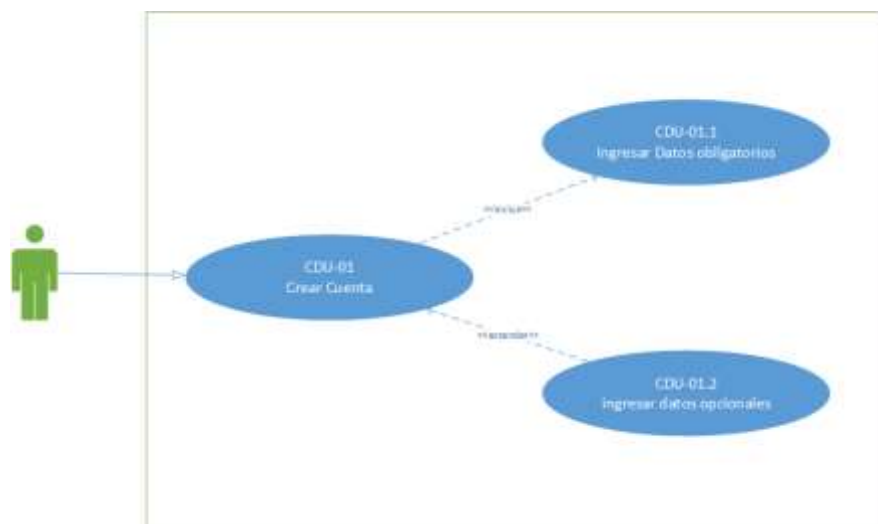 CDU-01.1
Ingresar Datos obligatorios
CDU-01
Crear Cuenta
CDU-01.2
Ingresar datos opcionales